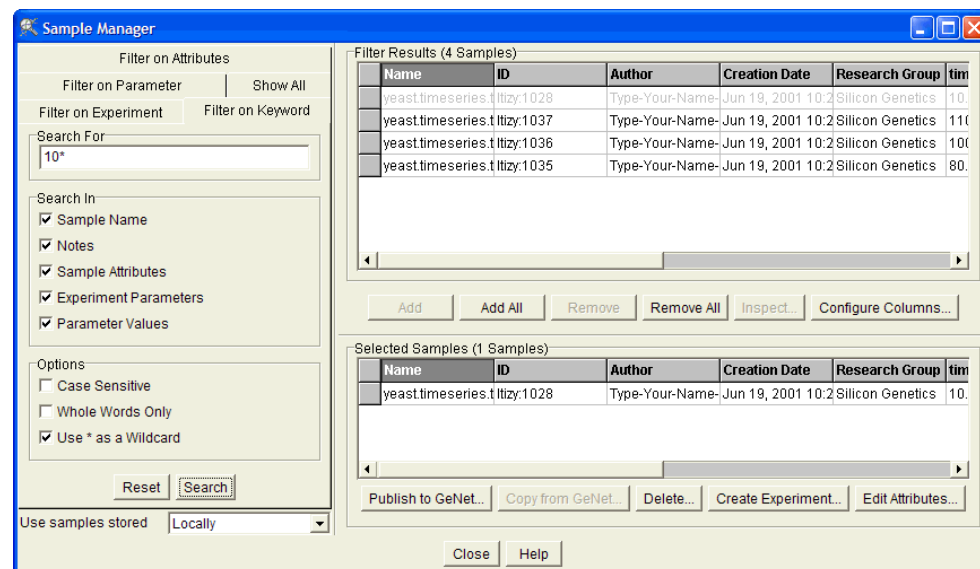 Sample Manager
Filter on Attributes
Filter on Parameter Show All
Filter on Experiment Filter on Keyword
Search For
10*
Search In
Sample Name
Notes
Sample Attributes
Experiment Parameters
Parameter Values
Options
Case Sensitive
Whole Words Only
Use * as a Wildcard
Reset Search
Use samples stored Locally
Filter Results (4 Samples)
Name ID Author Creation Date Research Group tim
yeast.timeseries.t ltizy:1028 Type-Your-Name- Jun 19, 2001 10:2 Silicon Genetics 10.
yeast.timeseries.t ltizy:1037 Type-Your-Name- Jun 19, 2001 10:2 Silicon Genetics 110
yeast.timeseries.t ltizy:1036 Type-Your-Name- Jun 19, 2001 10:2 Silicon Genetics 100
yeast.timeseries.t ltizy:1035 Type-Your-Name- Jun 19, 2001 10:2 Silicon Genetics 80.
Add Add All Remove Remove All Inspect... Configure Columns...
Selected Samples (1 Samples)
Name ID Author Creation Date Research Group tim
yeast.timeseries.t ltizy:1028 Type-Your-Name- Jun 19, 2001 10:2 Silicon Genetics 10.
Publish to GeNet... Copy from GeNet... Delete... Create Experiment... Edit Attributes...
Close Help